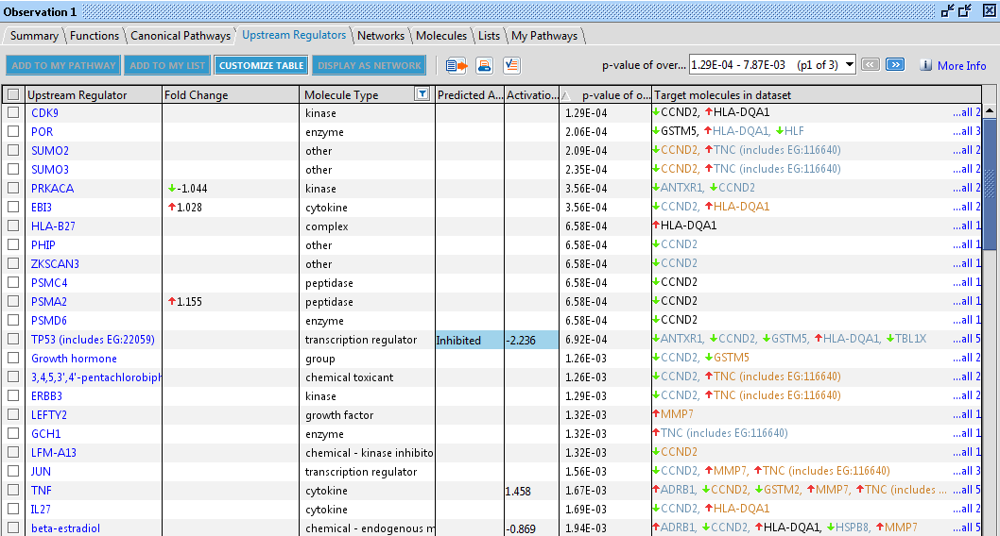 Observation 1
Summary Functions Canonical Pathways Upstream Regulators Networks Molecules Lists My Pathways
ADD TO MY PATHWAY ADD TO MY LIST CUSTOMIZE TABLE DISPLAY AS NETWORK p-value of over... 1.29E-04 - 7.87E-03 (p1 of 3) << >> i More Info
Upstream Regulator Fold Change Molecule Type Predicted A... Activatio... p-value of o... Target molecules in dataset
CDK9 kinase 1.29E-04 CCND2, HLA-DQA1 ...all 2
POR enzyme 2.06E-04 GSTM5, HLA-DQA1, HLF ...all 3
SUMO2 other 2.09E-04 CCND2, TNC (includes EG:116640) ...all 2
SUMO3 other 2.35E-04 CCND2, TNC (includes EG:116640) ...all 2
PRKACA -1.044 kinase 3.56E-04 ANTXR1, CCND2 ...all 2
EBI3 1.028 cytokine 3.56E-04 CCND2, HLA-DQA1 ...all 2
HLA-B27 complex 6.58E-04 HLA-DQA1 ...all 1
PHIP other 6.58E-04 CCND2 ...all 1
ZKSCAN3 other 6.58E-04 CCND2 ...all 1
PSMC4 peptidase 6.58E-04 CCND2 ...all 1
PSMA2 1.155 peptidase 6.58E-04 CCND2 ...all 1
PSMD6 enzyme 6.58E-04 CCND2 ...all 1
TP53 (includes EG:22059) transcription regulator Inhibited -2.236 6.92E-04 ANTXR1, CCND2, GSTM5, HLA-DQA1, TBL1X ...all 5
Growth hormone group 1.26E-03 CCND2, GSTM5 ...all 2
3,4,5,3',4'-pentachlorobiph chemical toxicant 1.26E-03 CCND2, TNC (includes EG:116640) ...all 2
ERBB3 kinase 1.29E-03 CCND2, TNC (includes EG:116640) ...all 2
LEFTY2 growth factor 1.32E-03 MMP7 ...all 1
GCH1 enzyme 1.32E-03 TNC (includes EG:116640) ...all 1
LFM-A13 chemical - kinase inhibito 1.32E-03 CCND2 ...all 1
JUN transcription regulator 1.56E-03 CCND2, MMP7, TNC (includes EG:116640) ...all 3
TNF cytokine 1.458 1.67E-03 ADRB1, CCND2, GSTM2, MMP7, TNC (includes ... ...all 5
IL27 cytokine 1.69E-03 CCND2, HLA-DQA1 ...all 2
beta-estradiol chemical - endogenous m -0.869 1.94E-03 ADRB1, CCND2, HLA-DQA1, HSPB8, MMP7 ...all 5